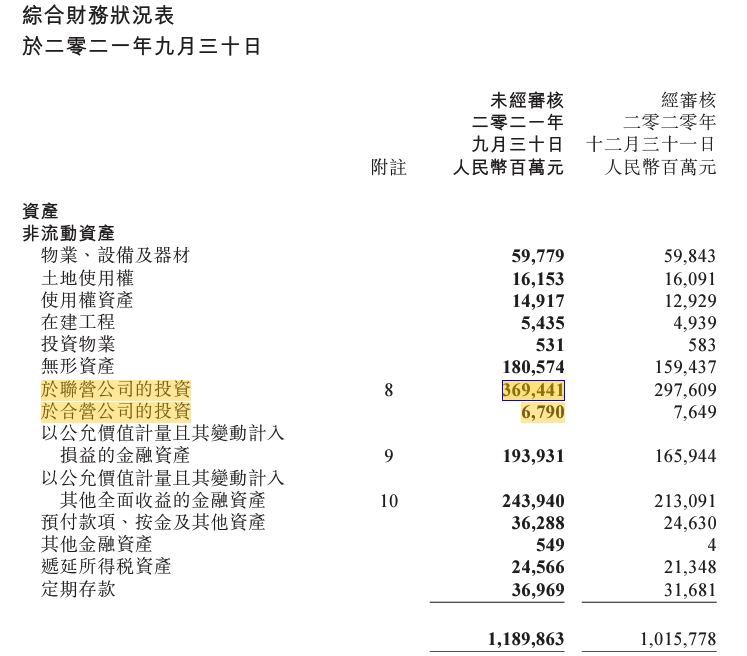 綜合財務狀況表
於二零二一年九月三十日
未經審核 經審核
二零二一年 二零二零年
九月三十日 十二月三十一日
附註 人民幣百萬元 人民幣百萬元
資產
非流動資產
物業、設備及器材 59,779 59,843
土地使用權 16,153 16,091
使用權資產 14,917 12,929
在建工程 5,435 4,939
投資物業 531 583
無形資產 180,574 159,437
於聯營公司的投資 8 369,441 297,609
於合營公司的投資 6,790 7,649
以公允價值計量且其變動計入
損益的金融資產 9 193,931 165,944
以公允價值計量且其變動計入
其他全面收益的金融資產 10 243,940 213,091
預付款項、按金及其他資產 36,288 24,630
其他金融資產 549 4
遞延所得稅資產 24,566 21,348
定期存款 36,969 31,681
1,189,863 1,015,778